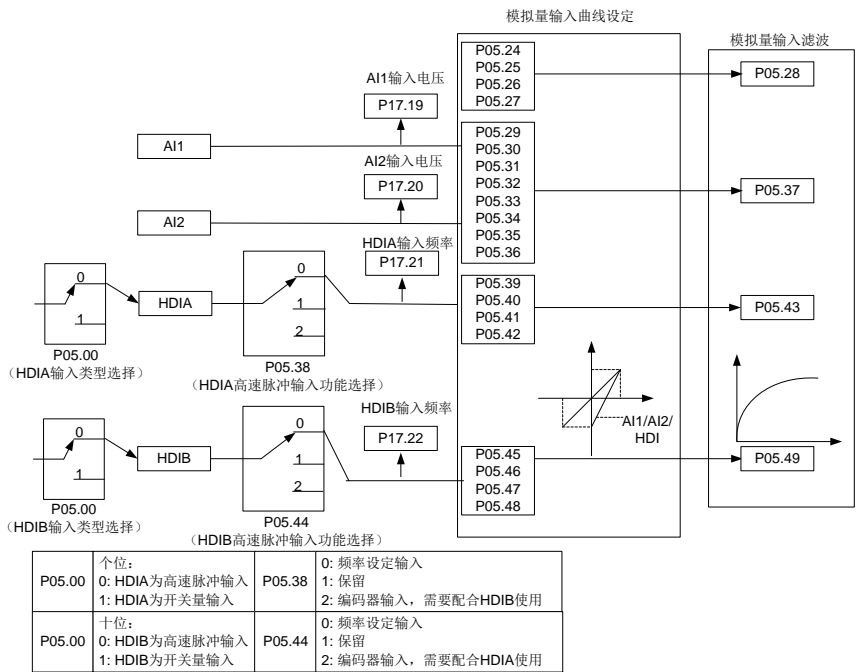 模拟量输入曲线设定
模拟量输入滤波
P05.24
P05.25
P05.26
P05.27
P05.28
AI1输入电压
P17.19
AI1
P05.29
P05.30
P05.31
P05.32
P05.33
P05.34
P05.35
P05.36
P05.37
AI2输入电压
P17.20
AI2
HDIA输入频率
P17.21
0
1
P05.00
（HDIA输入类型选择）
HDIA
0
1
2
P05.38
（HDIA高速脉冲输入功能选择）
P05.39
P05.40
P05.41
P05.42
P05.43
AI1/AI2/
HDI
HDIB输入频率
P17.22
0
1
P05.00
（HDIB输入类型选择）
HDIB
0
1
2
P05.44
（HDIB高速脉冲输入功能选择）
P05.45
P05.46
P05.47
P05.48
P05.49
P05.00
个位：
0: HDIA为高速脉冲输入
1: HDIA为开关量输入
P05.38
0: 频率设定输入
1: 保留
2: 编码器输入，需要配合HDIB使用
P05.00
十位：
0: HDIB为高速脉冲输入
1: HDIB为开关量输入
P05.44
0: 频率设定输入
1: 保留
2: 编码器输入，需要配合HDIA使用